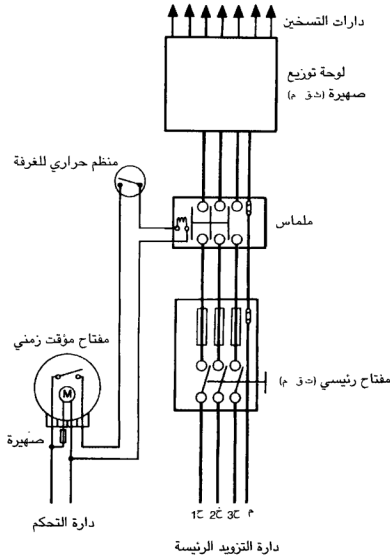 دارات التسخين
لوحة توزيع
صهيرة (ث ق م)
منظم حراري للغرفة
ملماس
مفتاح مؤقت زمني
M
مفتاح رئيسي (ث ق م)
صهيرة
ح1 ح2 ح3 م
دارة التحكم
دارة التزويد الرئيسة